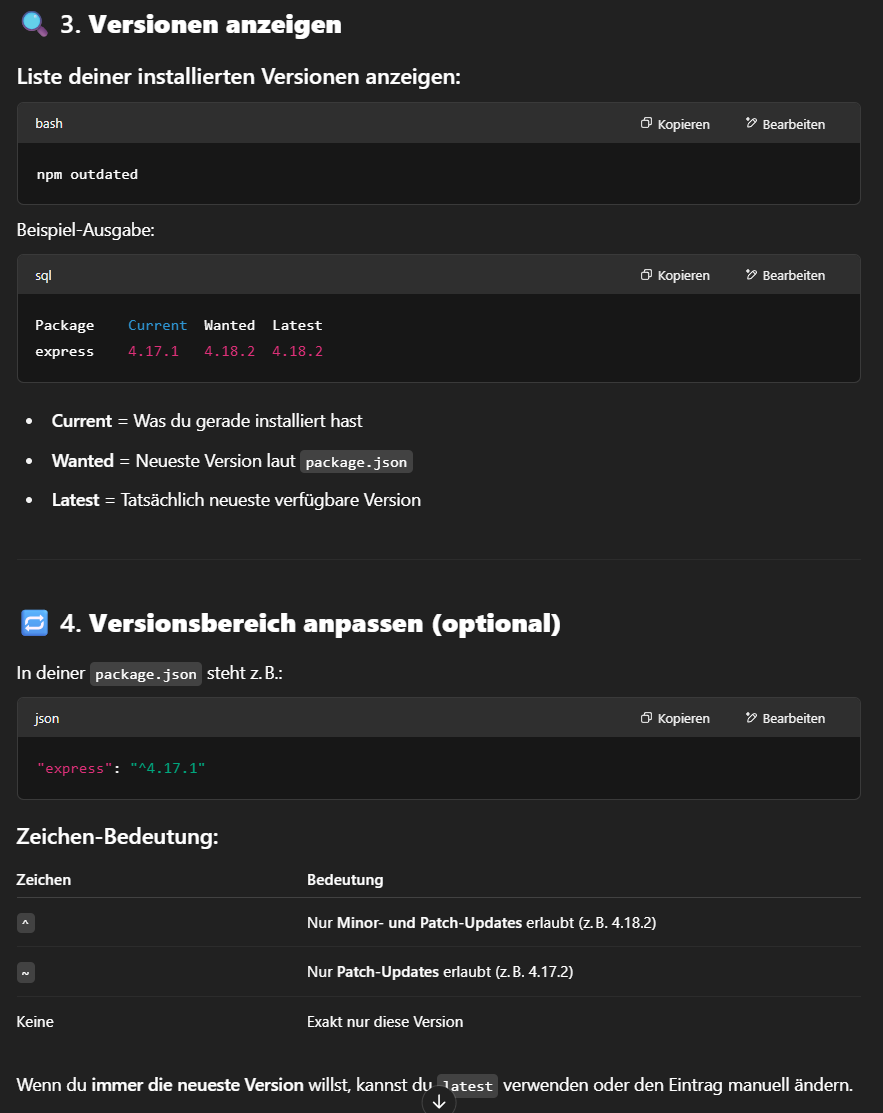 🔍 3. Versionen anzeigen
Liste deiner installierten Versionen anzeigen:
bash Kopieren Bearbeiten
npm outdated
Beispiel-Ausgabe:
sql Kopieren Bearbeiten
Package Current Wanted Latest
express 4.17.1 4.18.2 4.18.2
• Current = Was du gerade installiert hast
• Wanted = Neueste Version laut package.json
• Latest = Tatsächlich neueste verfügbare Version
🔁 4. Versionsbereich anpassen (optional)
In deiner package.json steht z. B.:
json Kopieren Bearbeiten
"express": "^4.17.1"
Zeichen-Bedeutung:
Zeichen Bedeutung
^ Nur Minor- und Patch-Updates erlaubt (z. B. 4.18.2)
~ Nur Patch-Updates erlaubt (z. B. 4.17.2)
Keine Exakt nur diese Version
Wenn du immer die neueste Version willst, kannst du latest verwenden oder den Eintrag manuell ändern.